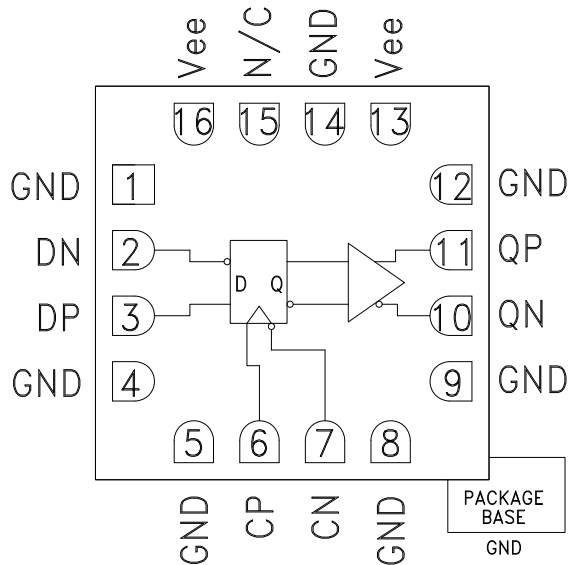 Vee N/C GND Vee
16 15 14 13
GND 1 12 GND
DN 2 11 QP
D Q
DP 3 10 QN
GND 4 9 GND
5 6 7 8
GND CP CN GND
PACKAGE
BASE
GND